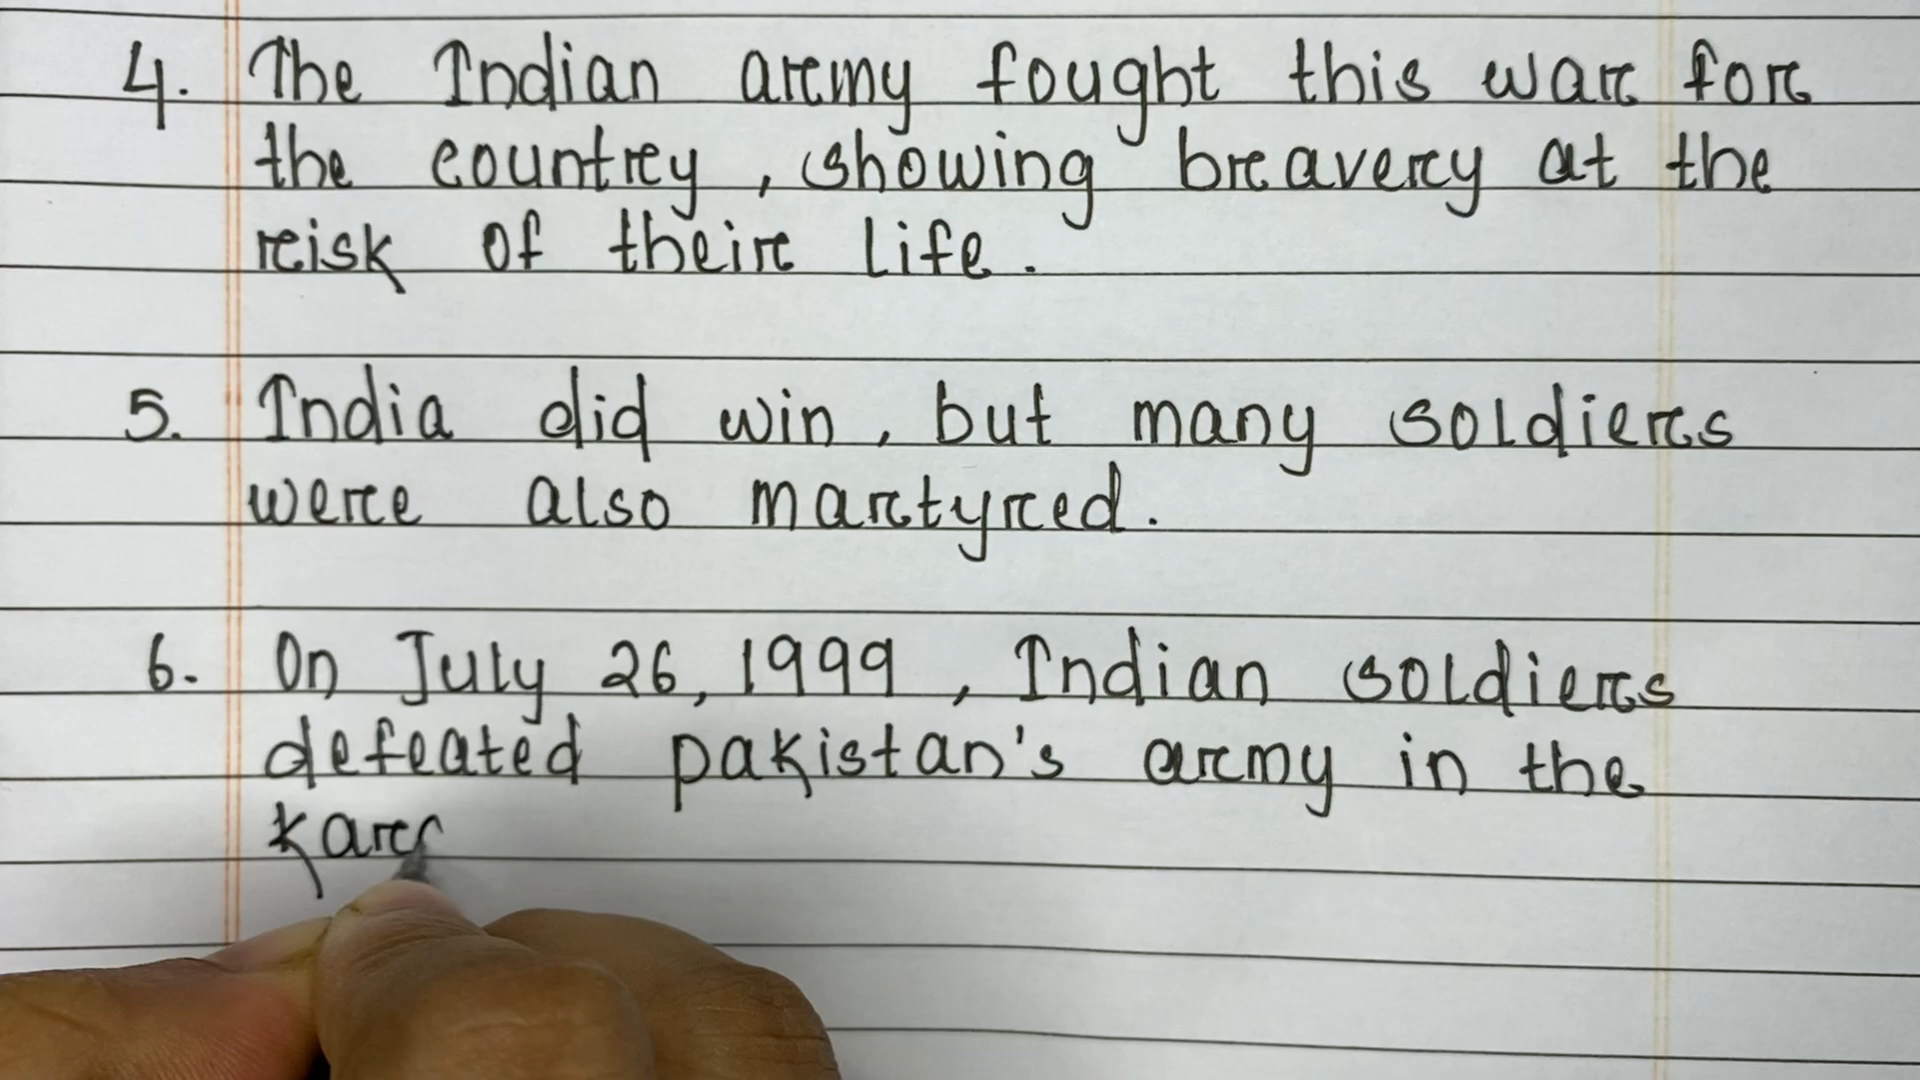 4. The Indian army fought this war for
the country, showing bravery at the
risk of their life.
5. India did win, but many soldiers
were also martyred.
6. On July 26, 1999, Indian soldiers
defeated pakistan's army in the